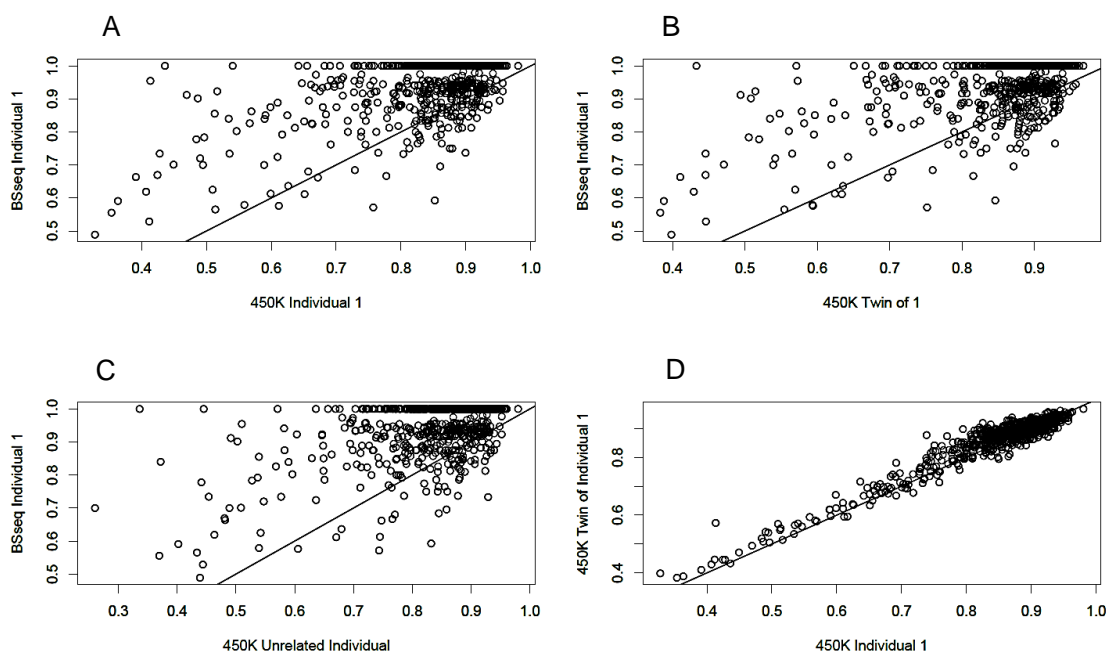 A
BSseq Individual 1
1.0
0.9
0.8
0.7
0.6
0.5
0.4 0.5 0.6 0.7 0.8 0.9 1.0
450K Individual 1
B
BSseq Individual 1
1.0
0.9
0.8
0.7
0.6
0.5
0.4 0.5 0.6 0.7 0.8 0.9
450K Twin of 1
C
BSseq Individual 1
1.0
0.9
0.8
0.7
0.6
0.5
0.3 0.4 0.5 0.6 0.7 0.8 0.9 1.0
450K Unrelated Individual
D
450K Twin of Individual 1
0.8
0.6
0.4
0.4 0.5 0.6 0.7 0.8 0.9 1.0
450K Individual 1